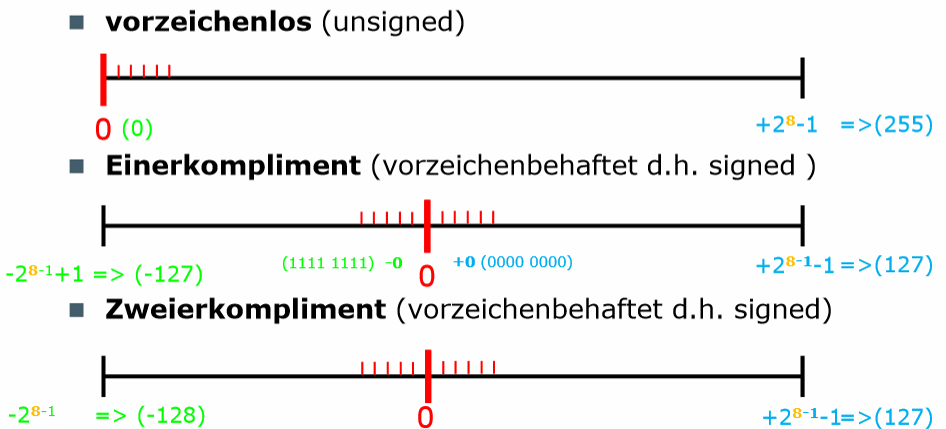 ■ vorzeichenlos (unsigned)
0 (0) +2⁸-1 =>(255)
■ Einerkompliment (vorzeichenbehaftet d.h. signed )
(1111 1111) -0 +0 (0000 0000)
-2⁸⁻¹+1 => (-127) 0 +2⁸⁻¹-1 =>(127)
■ Zweierkompliment (vorzeichenbehaftet d.h. signed)
-2⁸⁻¹ => (-128) 0 +2⁸⁻¹-1=>(127)